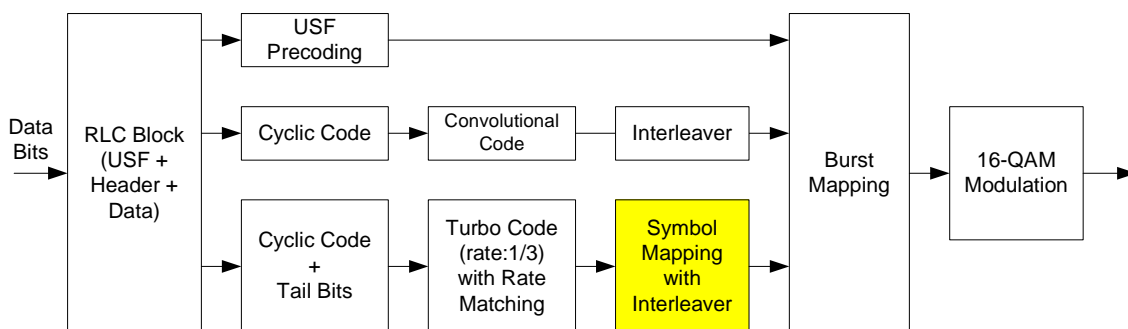 Data
Bits
RLC Block
(USF +
Header +
Data)
USF
Precoding
Cyclic Code
Convolutional
Code
Interleaver
Cyclic Code
+
Tail Bits
Turbo Code
(rate:1/3)
with Rate
Matching
Symbol
Mapping
with
Interleaver
Burst
Mapping
16-QAM
Modulation